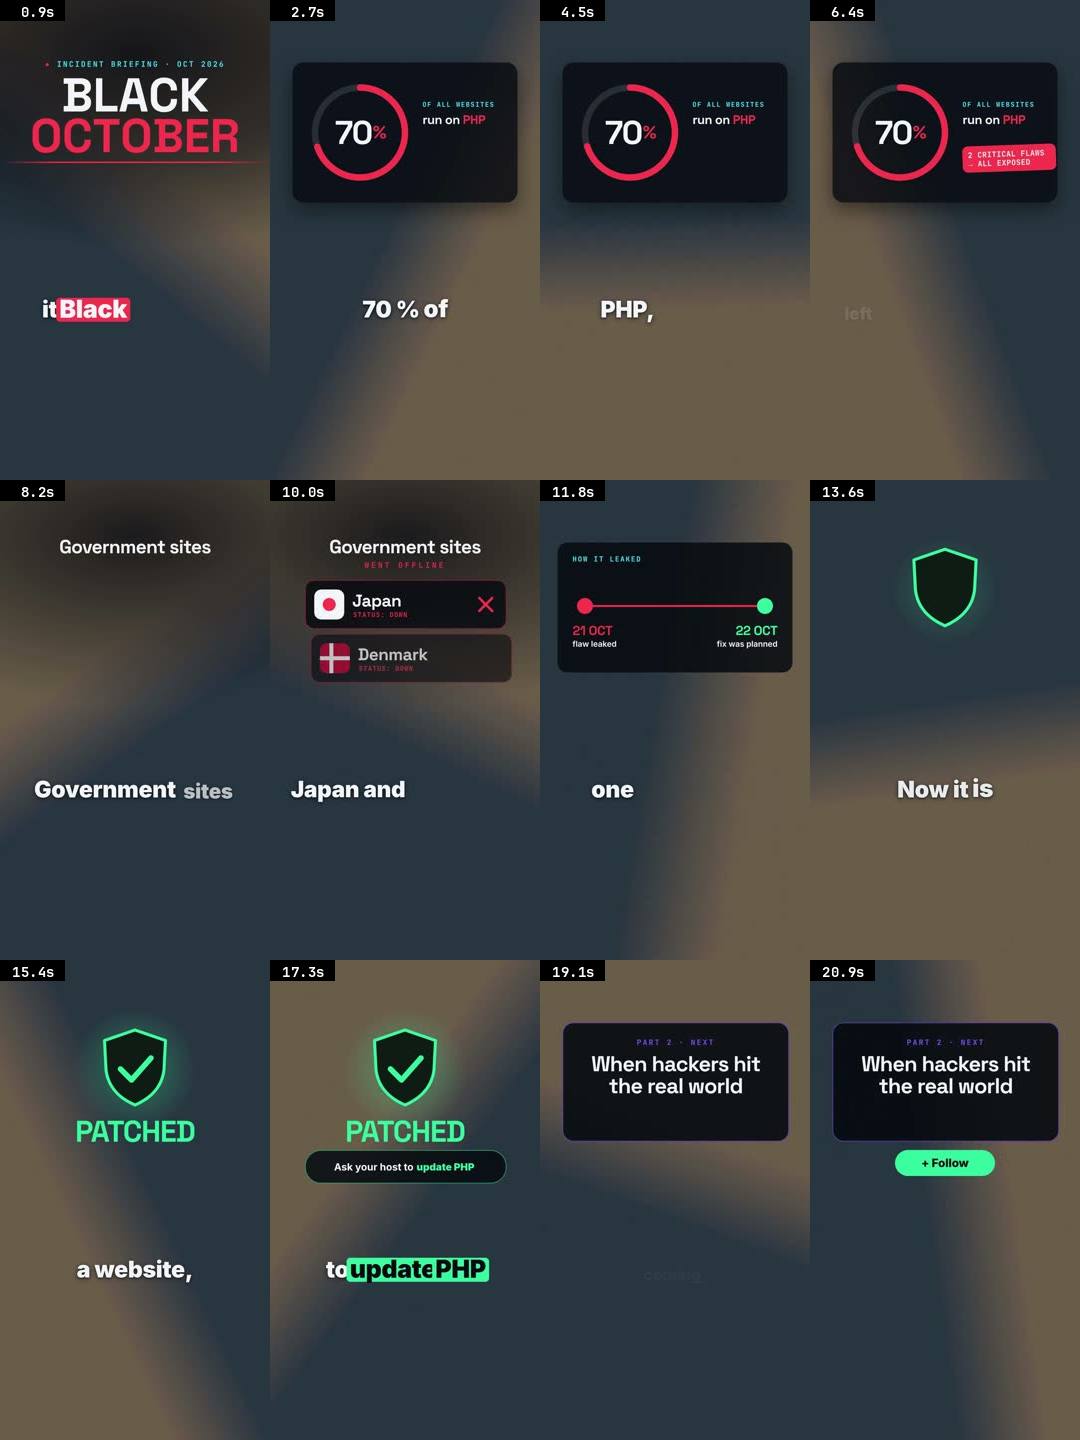 0.9s
• INCIDENT BRIEFING · OCT 2026
BLACK
OCTOBER
it Black
2.7s
70%
OF ALL WEBSITES
run on PHP
70 % of
4.5s
70%
OF ALL WEBSITES
run on PHP
PHP,
6.4s
70%
OF ALL WEBSITES
run on PHP
2 CRITICAL FLAWS
→ ALL EXPOSED
left
8.2s
Government sites
Government sites
10.0s
Government sites
WENT OFFLINE
Japan
STATUS: DOWN
Denmark
STATUS: DOWN
Japan and
11.8s
HOW IT LEAKED
21 OCT
flaw leaked
22 OCT
fix was planned
one
13.6s
Now it is
15.4s
PATCHED
a website,
17.3s
PATCHED
Ask your host to update PHP
to update PHP
19.1s
PART 2 · NEXT
When hackers hit
the real world
coming
20.9s
PART 2 · NEXT
When hackers hit
the real world
+ Follow